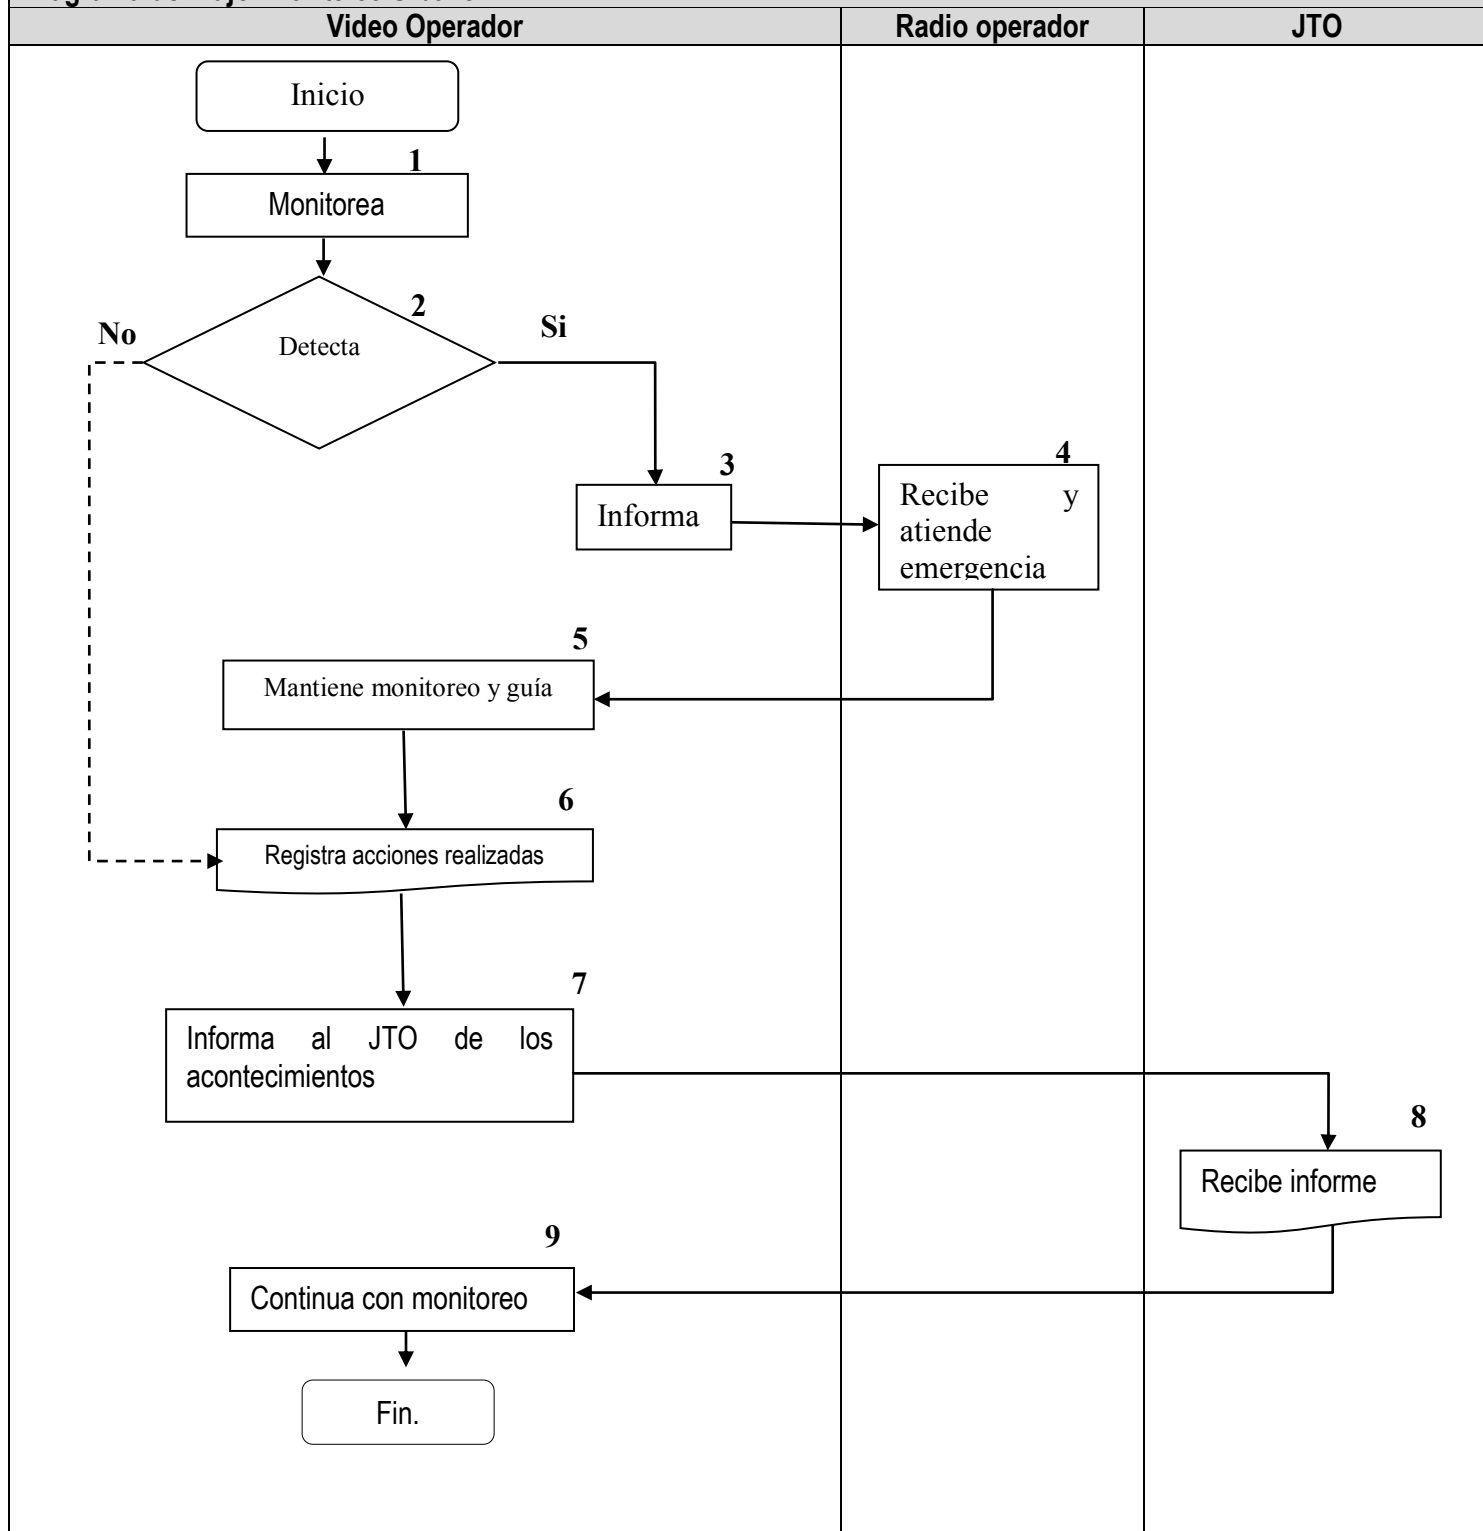 Video Operador
Radio operador
JTO
Inicio
1
Monitorea
2
No
Si
Detecta
3
Informa
4
Recibe y
atiende
emergencia
5
Mantiene monitoreo y guía
6
Registra acciones realizadas
7
Informa al JTO de los
acontecimientos
8
Recibe informe
9
Continua con monitoreo
Fin.